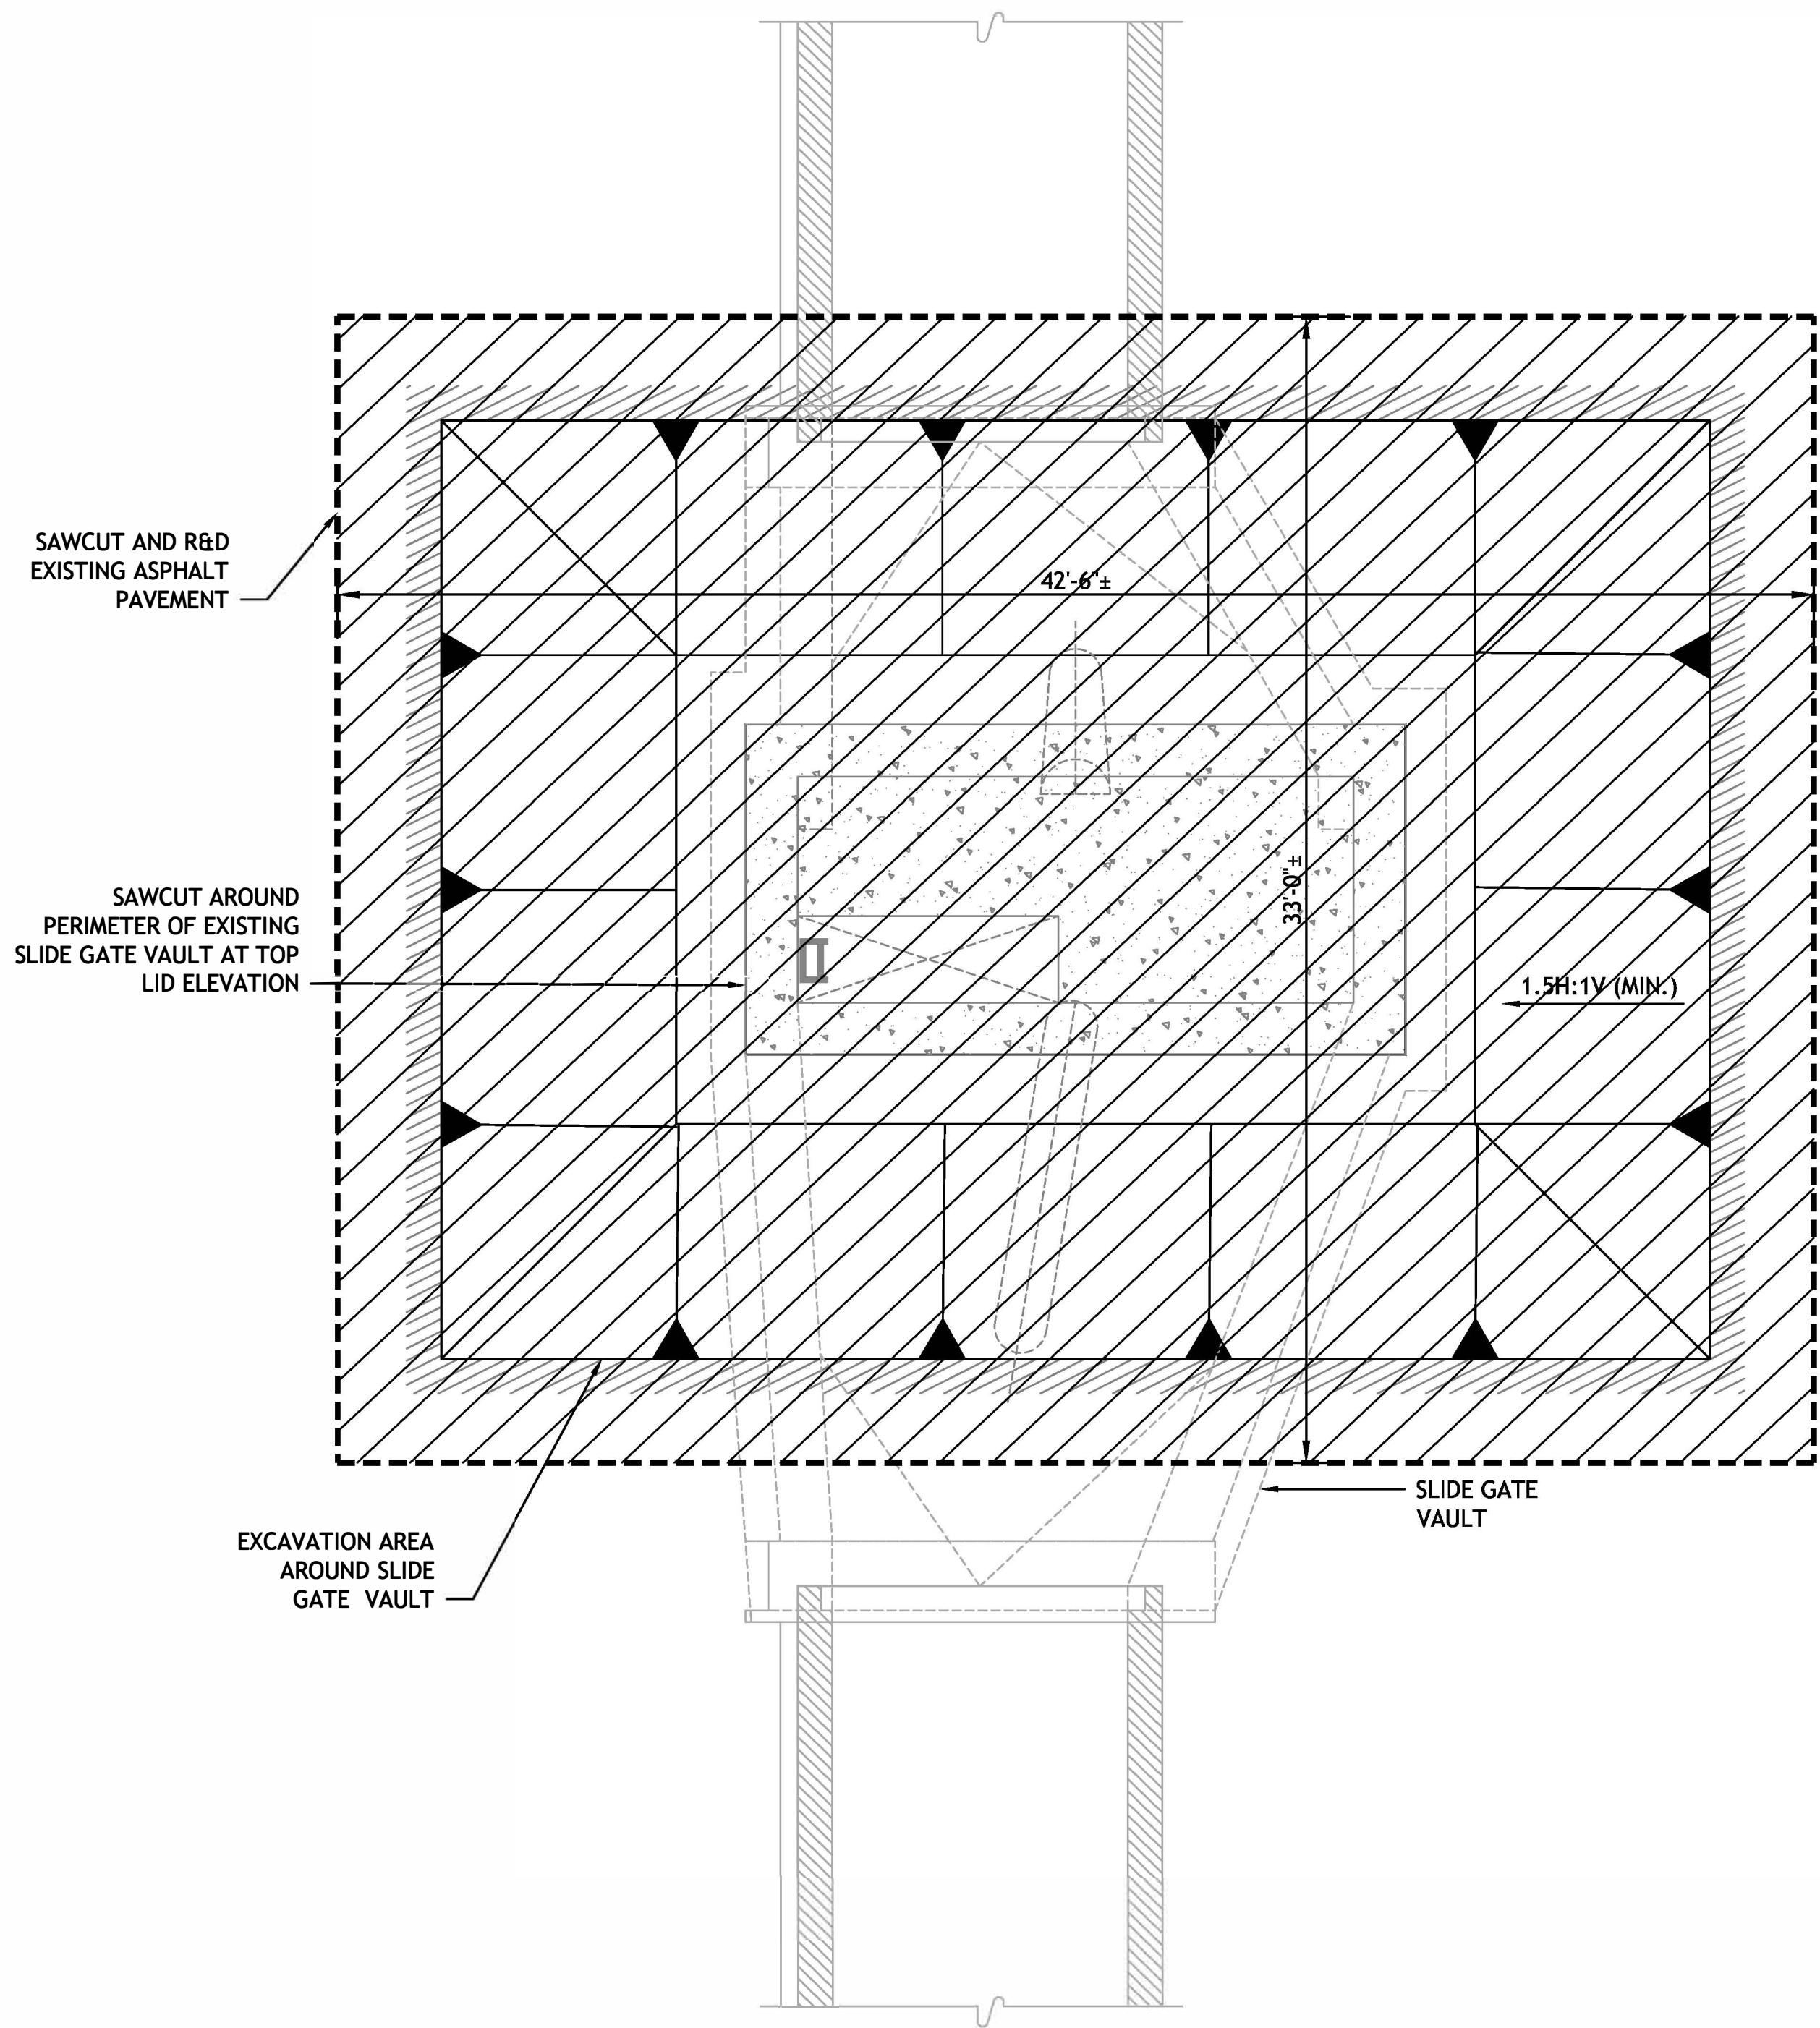 SAWCUT AND R&D
EXISTING ASPHALT
PAVEMENT
42'-6"±
SAWCUT AROUND
PERIMETER OF EXISTING
SLIDE GATE VAULT AT TOP
LID ELEVATION
33'-0"±
1.5H:1V (MIN.)
SLIDE GATE
VAULT
EXCAVATION AREA
AROUND SLIDE
GATE VAULT